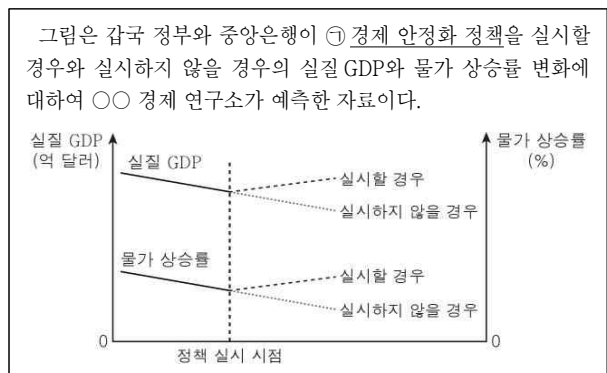 그림은 갑국 정부와 중앙은행이 ㉠ 경제 안정화 정책을 실시할
경우와 실시하지 않을 경우의 실질 GDP와 물가 상승률 변화에
대하여 ○○ 경제 연구소가 예측한 자료이다.
실질 GDP
(억 달러)
물가 상승률
(%)
실질 GDP
실시할 경우
실시하지 않을 경우
물가 상승률
실시할 경우
실시하지 않을 경우
0
0
정책 실시 시점